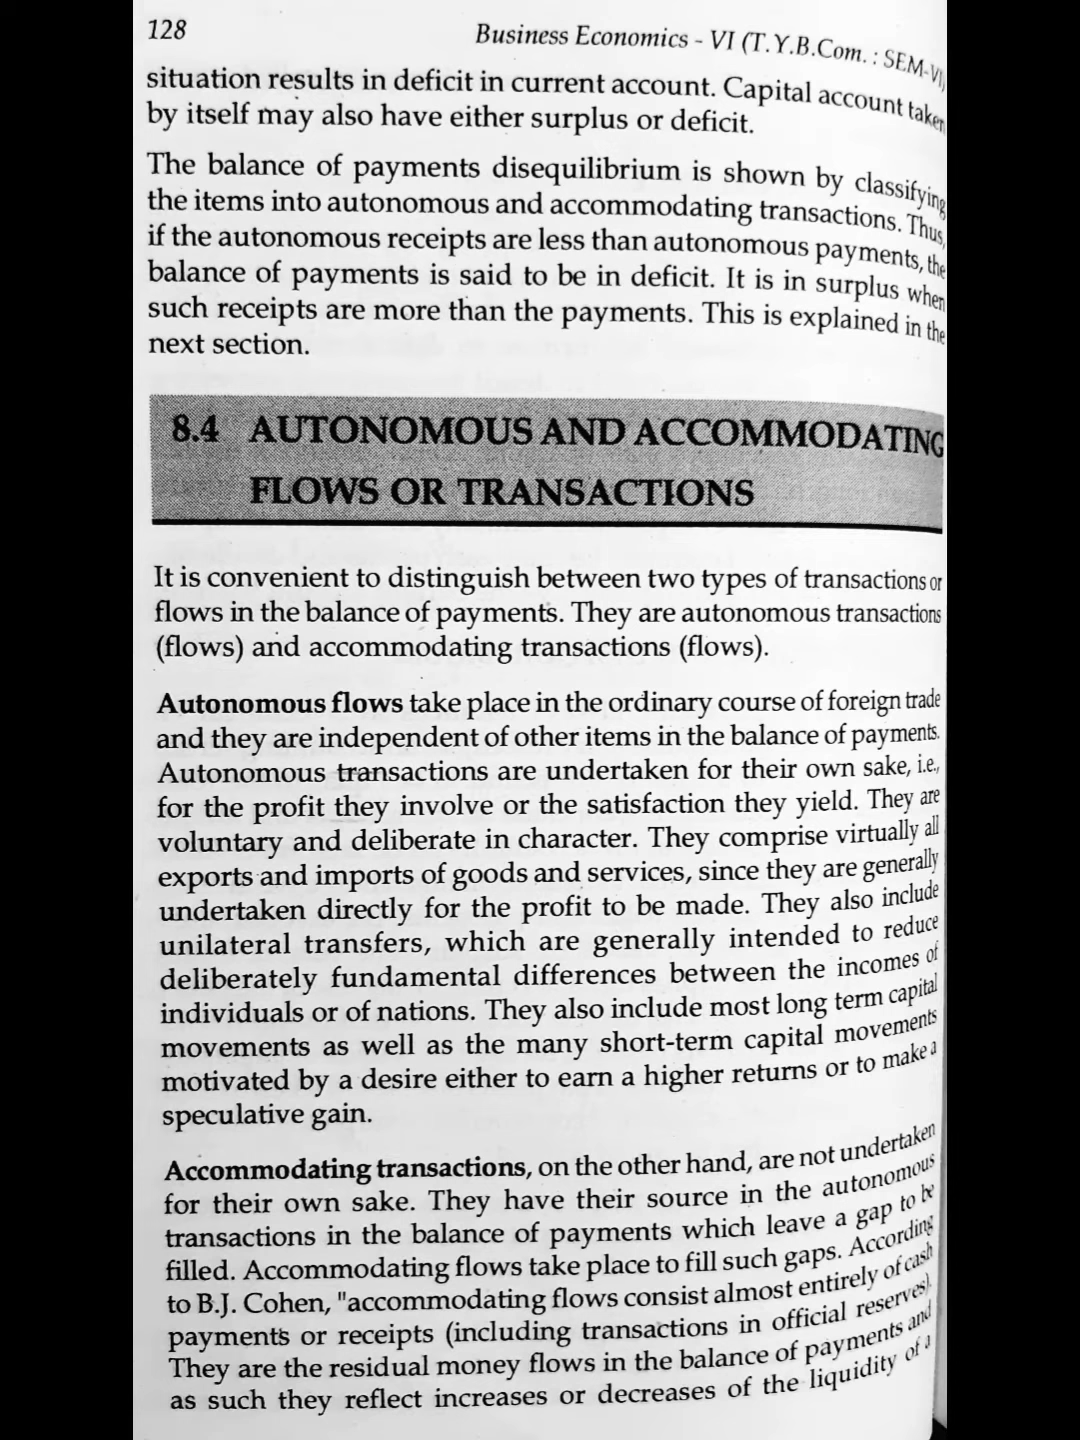 128
Business Economics - VI (T.Y.B.Com. : SEM-VI)
situation results in deficit in current account. Capital account taken
by itself may also have either surplus or deficit.
The balance of payments disequilibrium is shown by classifying
the items into autonomous and accommodating transactions. Thus,
if the autonomous receipts are less than autonomous payments, the
balance of payments is said to be in deficit. It is in surplus when
such receipts are more than the payments. This is explained in the
next section.
8.4 AUTONOMOUS AND ACCOMMODATING
FLOWS OR TRANSACTIONS
It is convenient to distinguish between two types of transactions or
flows in the balance of payments. They are autonomous transactions
(flows) and accommodating transactions (flows).
Autonomous flows take place in the ordinary course of foreign trade
and they are independent of other items in the balance of payments.
Autonomous transactions are undertaken for their own sake, i.e.,
for the profit they involve or the satisfaction they yield. They are
voluntary and deliberate in character. They comprise virtually all
exports and imports of goods and services, since they are generally
undertaken directly for the profit to be made. They also include
unilateral transfers, which are generally intended to reduce
deliberately fundamental differences between the incomes of
individuals or of nations. They also include most long term capital
movements as well as the many short-term capital movements
motivated by a desire either to earn a higher returns or to make a
speculative gain.
Accommodating transactions, on the other hand, are not undertaken
for their own sake. They have their source in the autonomous
transactions in the balance of payments which leave a gap to be
filled. Accommodating flows take place to fill such gaps. According
to B.J. Cohen, "accommodating flows consist almost entirely of cash
payments or receipts (including transactions in official reserves).
They are the residual money flows in the balance of payments and
as such they reflect increases or decreases of the liquidity of a